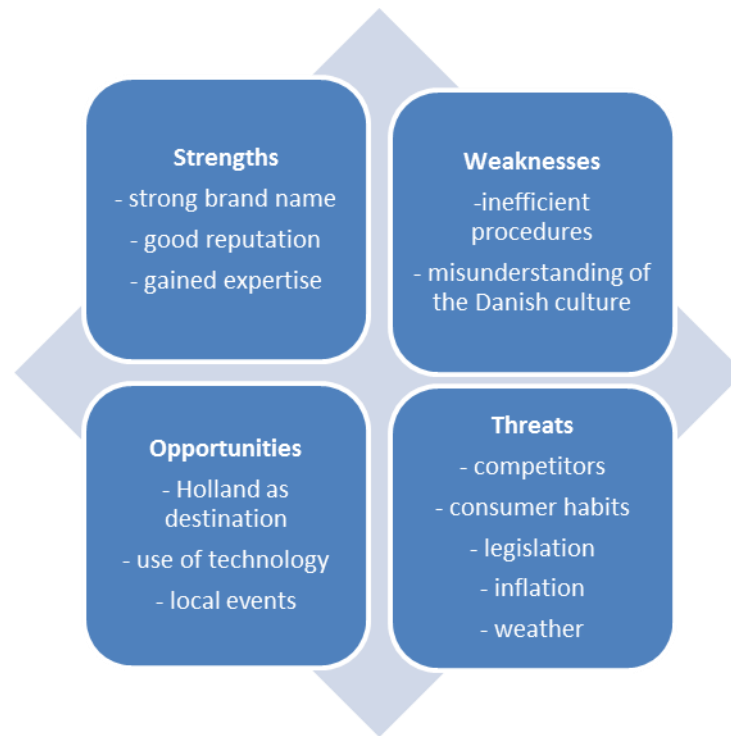 Strengths
- strong brand name
- good reputation
- gained expertise
Weaknesses
-inefficient
procedures
- misunderstanding of
the Danish culture
Opportunities
- Holland as
destination
- use of technology
- local events
Threats
- competitors
- consumer habits
- legislation
- inflation
- weather